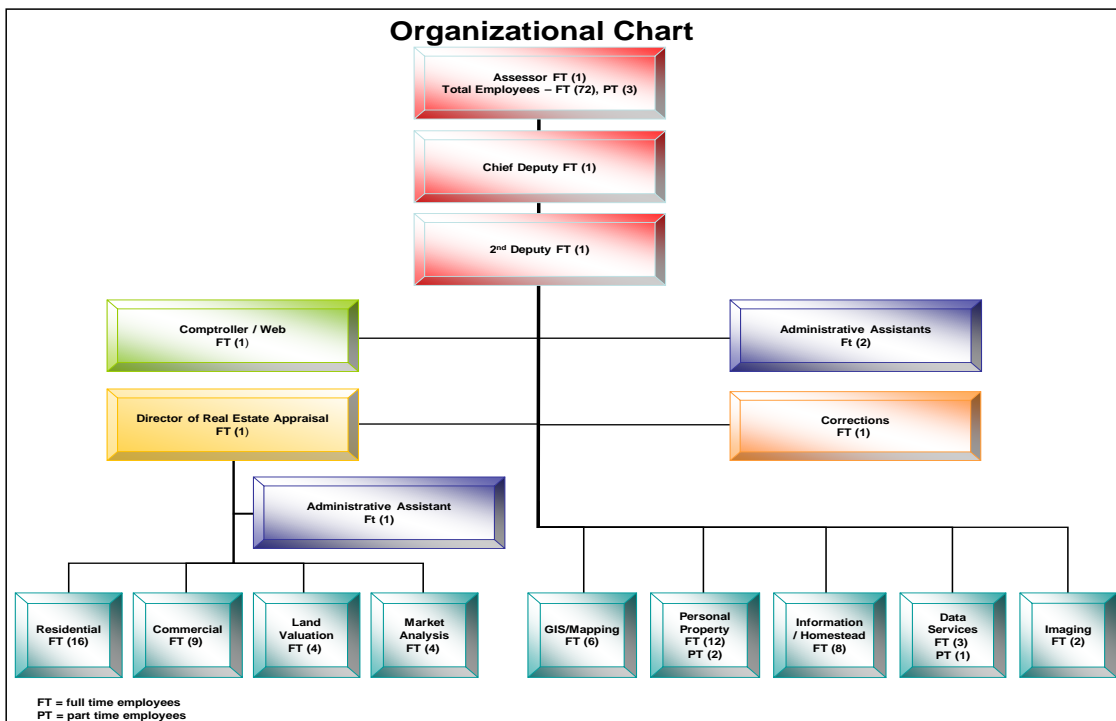 Organizational Chart
Assessor FT (1)
Total Employees – FT (72), PT (3)
Chief Deputy FT (1)
2nd Deputy FT (1)
Comptroller / Web
FT (1)
Administrative Assistants
Ft (2)
Director of Real Estate Appraisal
FT (1)
Corrections
FT (1)
Administrative Assistant
Ft (1)
Residential
FT (16)
Commercial
FT (9)
Land
Valuation
FT (4)
Market
Analysis
FT (4)
GIS/Mapping
FT (6)
Personal
Property
FT (12)
PT (2)
Information
/ Homestead
FT (8)
Data
Services
FT (3)
PT (1)
Imaging
FT (2)
FT = full time employees
PT = part time employees